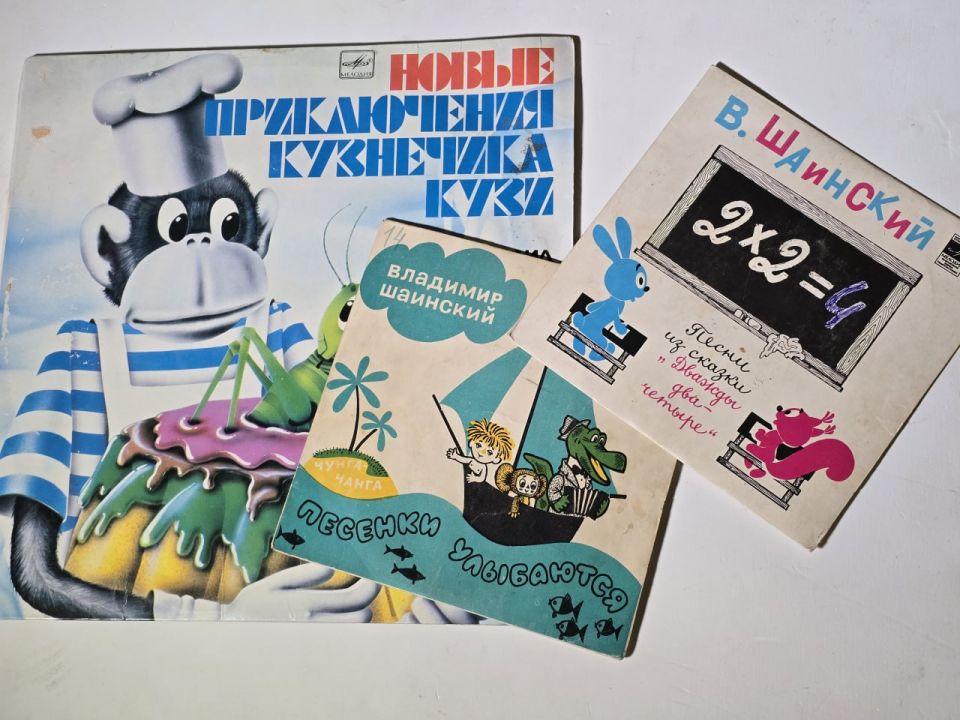 МЕЛОДИЯ
НОВЫЕ
ПРИКЛЮЧЕНИЯ
КУЗНЕЧИКА
КУЗИ
14
ВЛАДИМИР
ШАИНСКИЙ
ЧУНГА-
ЧАНГА
ПЕСЕНКИ УЛЫБАЮТСЯ
В. ШАИНСКИЙ
2×2=4
Песни
из сказки
„Дважды
два-
четыре"